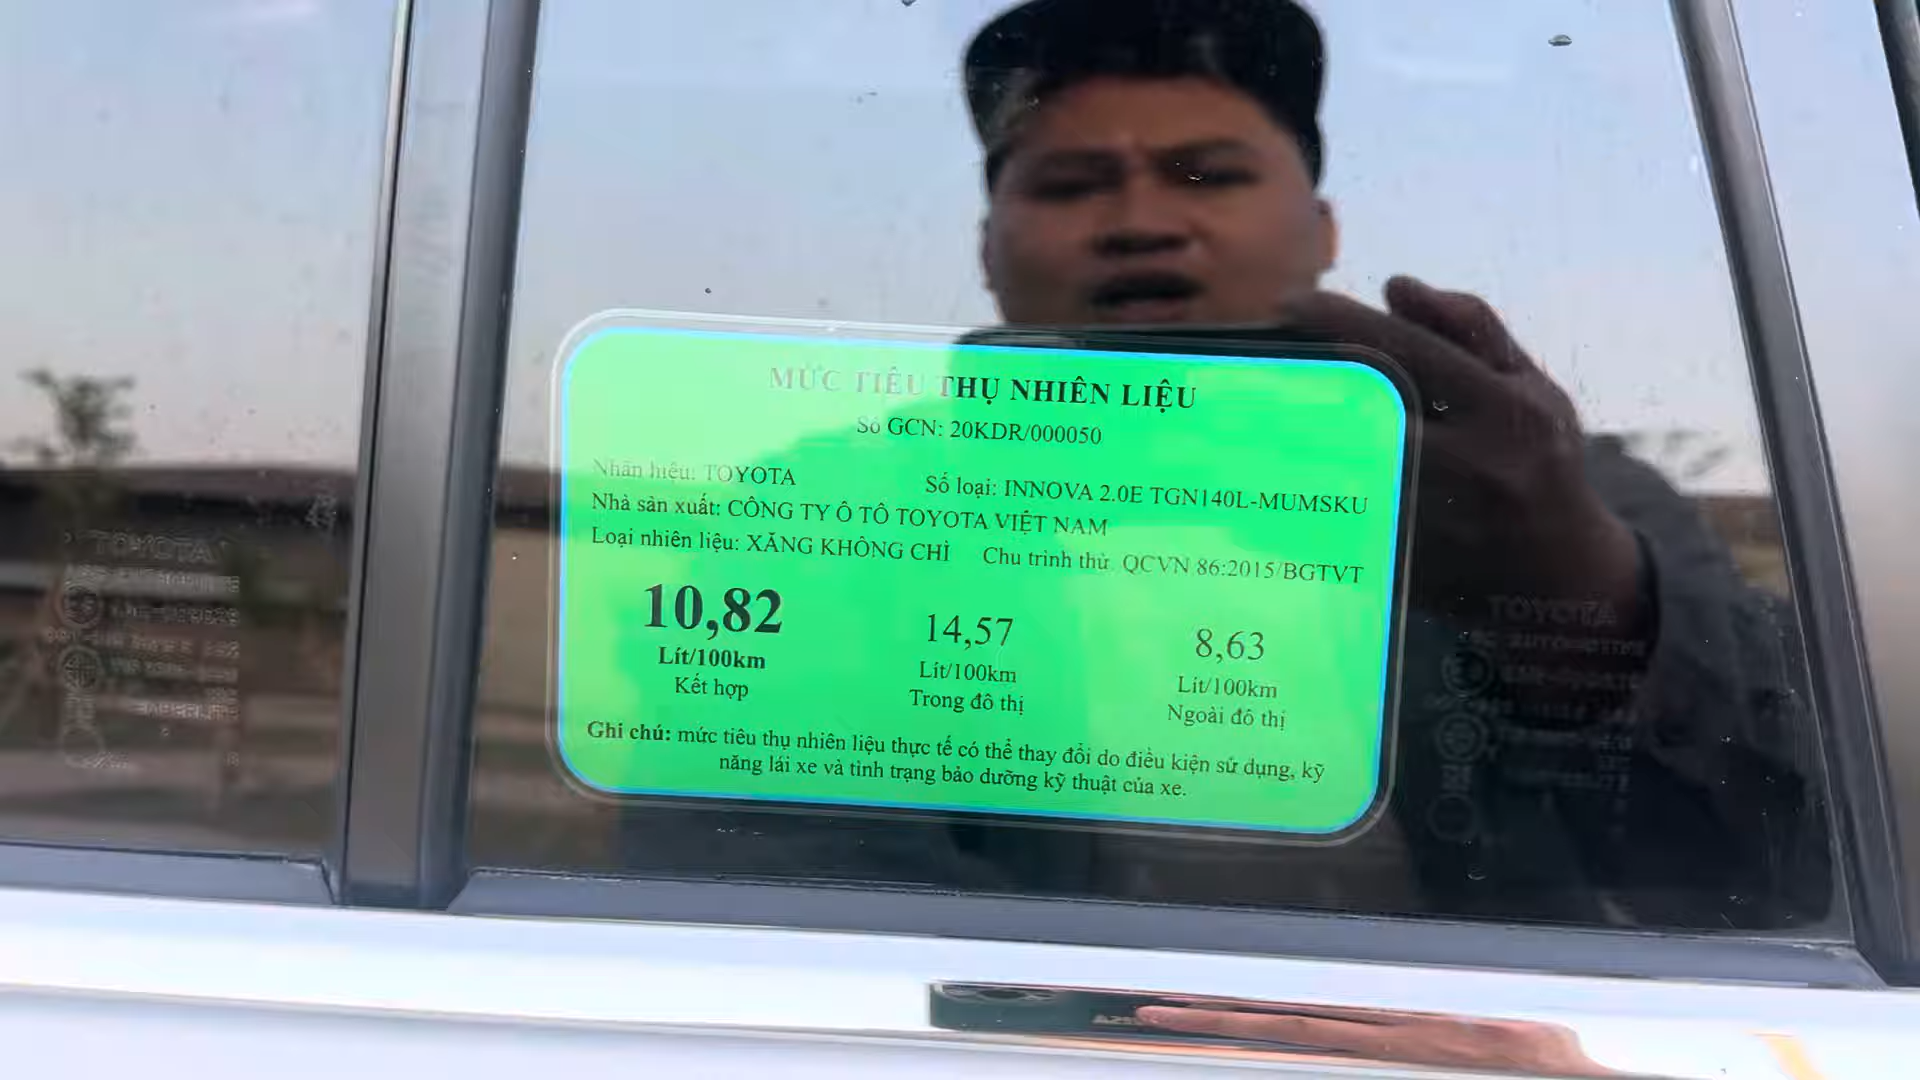 MỨC TIÊU THỤ NHIÊN LIỆU
Số GCN: 20KDR/000050
Nhãn hiệu: TOYOTA
Số loại: INNOVA 2.0E TGN140L-MUMSKU
Nhà sản xuất: CÔNG TY Ô TÔ TOYOTA VIỆT NAM
Loại nhiên liệu: XĂNG KHÔNG CHÌ
Chu trình thử: QCVN 86:2015/BGTVT
10,82
Lít/100km
Kết hợp
14,57
Lít/100km
Trong đô thị
8,63
Lít/100km
Ngoài đô thị
Ghi chú: mức tiêu thụ nhiên liệu thực tế có thể thay đổi do điều kiện sử dụng, kỹ
năng lái xe và tình trạng bảo dưỡng kỹ thuật của xe.
TOYOTA
TOYOTA